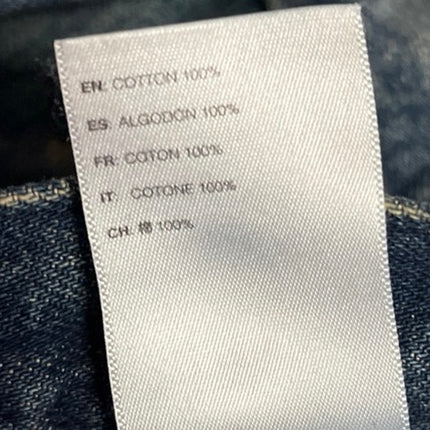 EN: COTTON 100%
ES: ALGODON 100%
FR: COTON 100%
IT: COTONE 100%
CH: 棉 100%